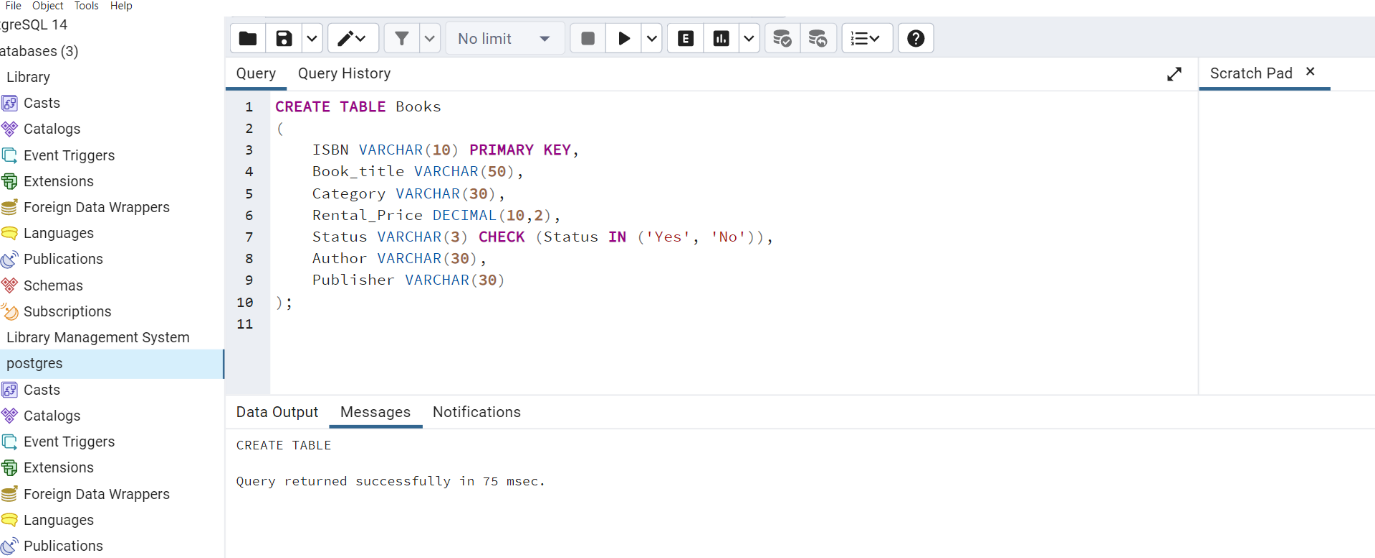 File Object Tools Help
greSQL 14
atabases (3)
Library
Casts
Catalogs
Event Triggers
Extensions
Foreign Data Wrappers
Languages
Publications
Schemas
Subscriptions
Library Management System
postgres
Casts
Catalogs
Event Triggers
Extensions
Foreign Data Wrappers
Languages
Publications
No limit
E
Query Query History
Scratch Pad ×
1 CREATE TABLE Books
2 (
3 ISBN VARCHAR(10) PRIMARY KEY,
4 Book_title VARCHAR(50),
5 Category VARCHAR(30),
6 Rental_Price DECIMAL(10,2),
7 Status VARCHAR(3) CHECK (Status IN ('Yes', 'No')),
8 Author VARCHAR(30),
9 Publisher VARCHAR(30)
10 );
11
Data Output Messages Notifications
CREATE TABLE
Query returned successfully in 75 msec.